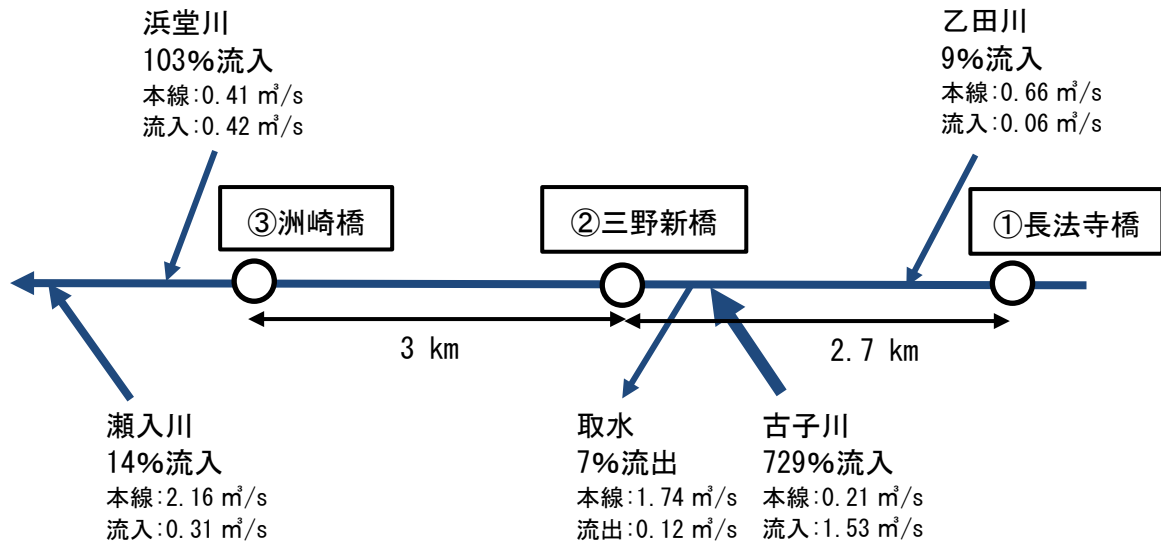 浜堂川
103%流入
本線:0.41 ㎥/s
流入:0.42 ㎥/s
乙田川
9%流入
本線:0.66 ㎥/s
流入:0.06 ㎥/s
③洲崎橋
②三野新橋
①長法寺橋
3 km
2.7 km
瀬入川
14%流入
本線:2.16 ㎥/s
流入:0.31 ㎥/s
取水
7%流出
本線:1.74 ㎥/s
流出:0.12 ㎥/s
古子川
729%流入
本線:0.21 ㎥/s
流入:1.53 ㎥/s